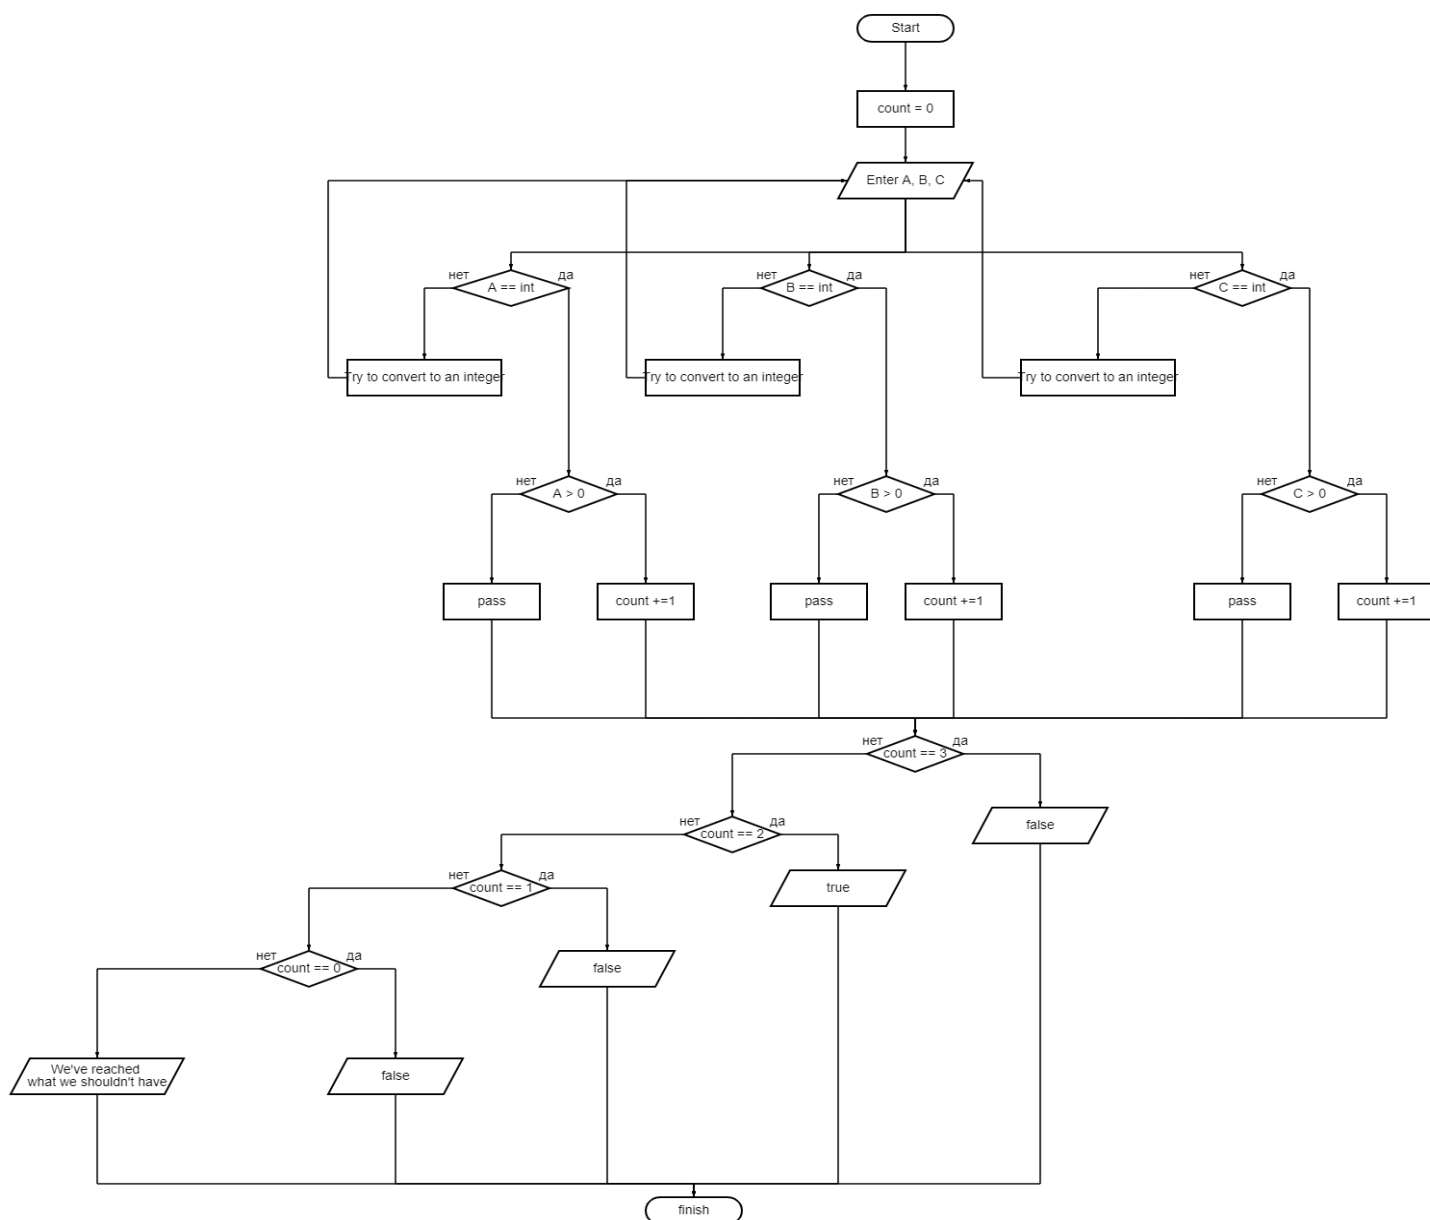 Start
count = 0
Enter A, B, C
нет
да
A == int
нет
да
B == int
нет
да
C == int
Try to convert to an integer
Try to convert to an integer
Try to convert to an integer
нет
да
A > 0
нет
да
B > 0
нет
да
C > 0
pass
count +=1
pass
count +=1
pass
count +=1
нет
да
count == 3
false
нет
да
count == 2
true
нет
да
count == 1
false
нет
да
count == 0
We've reached
what we shouldn't have
false
finish